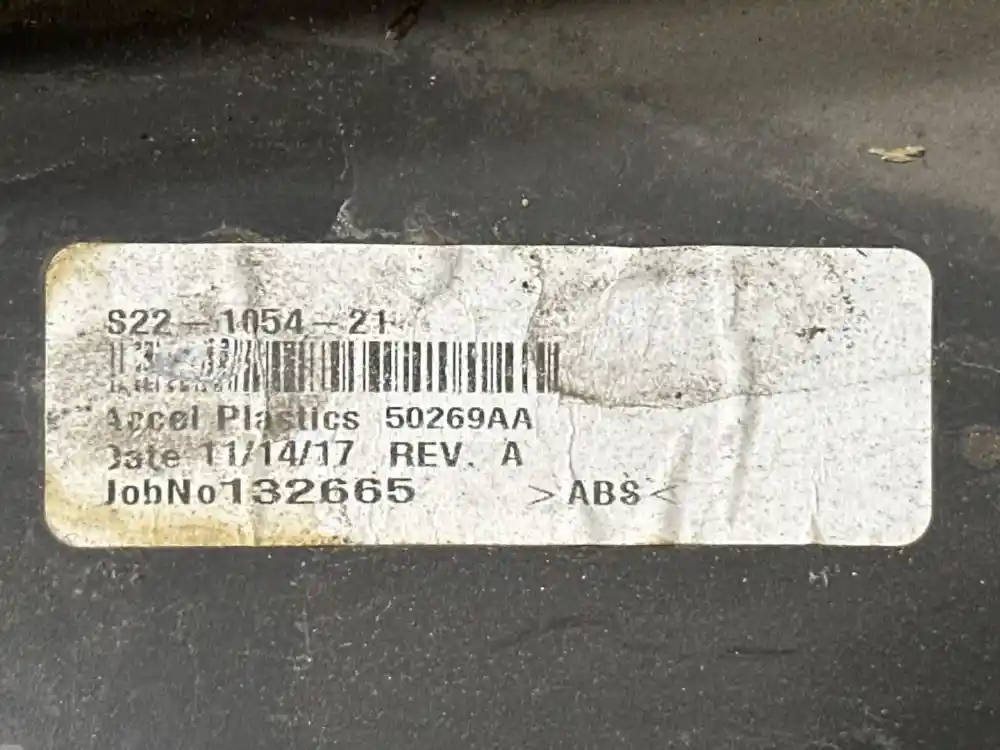 S22-1054-21
Accel Plastics 50269AA
Date 11/14/17 REV. A
JobNo132665 >ABS<